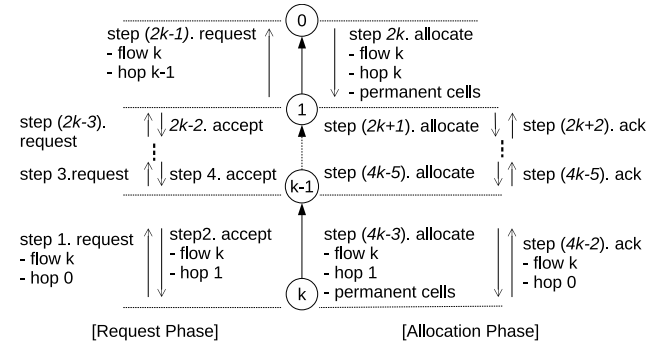 0
step (2k-1). request
- flow k
- hop k-1
step 2k. allocate
- flow k
- hop k
- permanent cells
1
step (2k-3).
request
2k-2. accept
step (2k+1). allocate
step (2k+2). ack
step 3.request
step 4. accept
k-1
step (4k-5). allocate
step (4k-5). ack
step 1. request
- flow k
- hop 0
step2. accept
- flow k
- hop 1
step (4k-3). allocate
- flow k
- hop 1
- permanent cells
step (4k-2). ack
- flow k
- hop 0
k
[Request Phase]
[Allocation Phase]